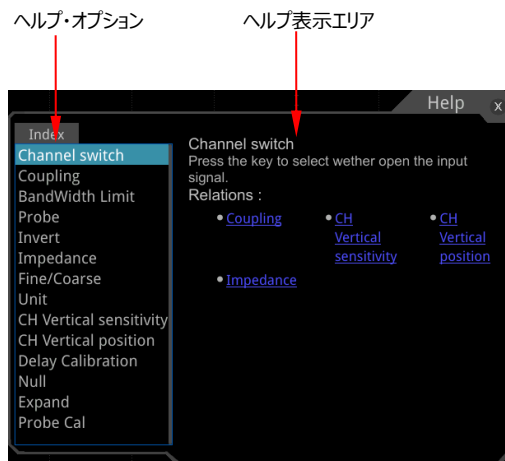 ヘルプ・オプション
ヘルプ表示エリア
Help
x
Index
Channel switch
Coupling
BandWidth Limit
Probe
Invert
Impedance
Fine/Coarse
Unit
CH Vertical sensitivity
CH Vertical position
Delay Calibration
Null
Expand
Probe Cal
Channel switch
Press the key to select wether open the input
signal.
Relations :
• Coupling
• CH
Vertical
sensitivity
• CH
Vertical
position
• Impedance